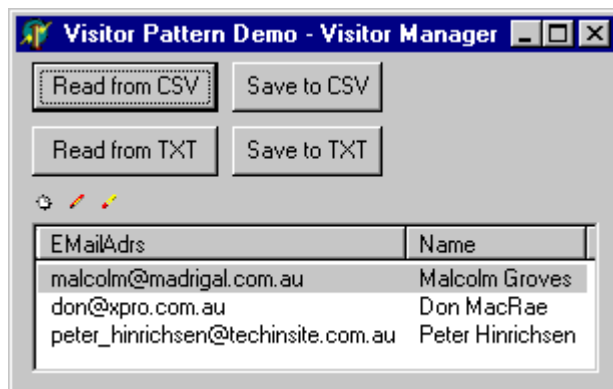 Visitor Pattern Demo - Visitor Manager
Read from CSV Save to CSV
Read from TXT Save to TXT
EMailAdrs Name
malcolm@madrigal.com.au Malcolm Groves
don@xpro.com.au Don MacRae
peter_hinrichsen@techinsite.com.au Peter Hinrichsen